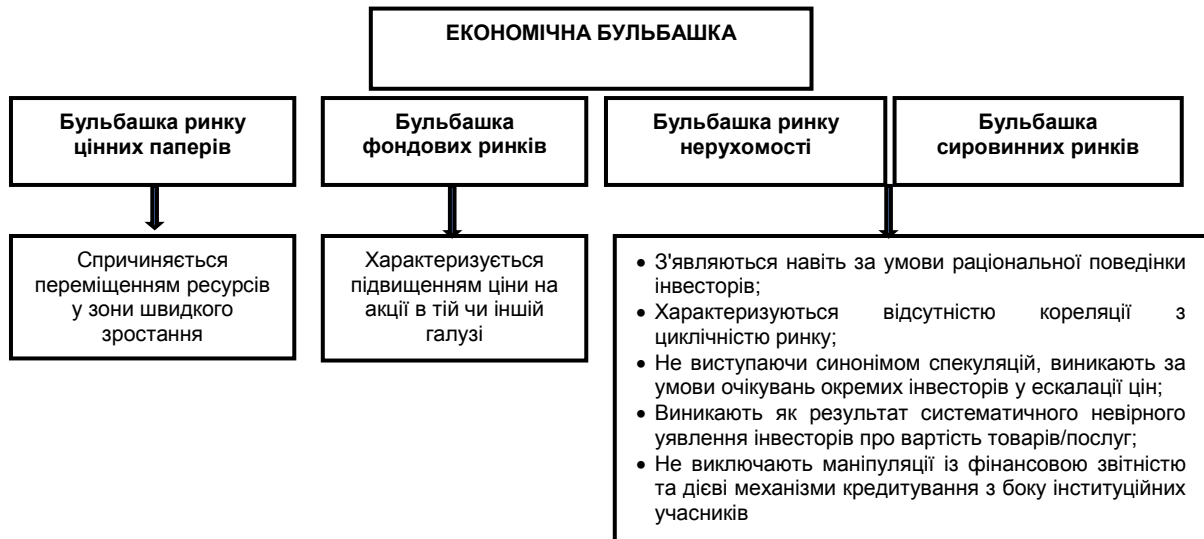 ЕКОНОМІЧНА БУЛЬБАШКА
Бульбашка ринку
цінних паперів
Бульбашка
фондових ринків
Бульбашка ринку
нерухомості
Бульбашка
сировинних ринків
Спричиняється
переміщенням ресурсів
у зони швидкого
зростання
Характеризується
підвищенням ціни на
акції в тій чи іншій
галузі
• З'являються навіть за умови раціональної поведінки
інвесторів;
• Характеризуються відсутністю кореляції з
циклічністю ринку;
• Не виступаючи синонімом спекуляцій, виникають за
умови очікувань окремих інвесторів у ескалації цін;
• Виникають як результат систематичного невірного
уявлення інвесторів про вартість товарів/послуг;
• Не виключають маніпуляції із фінансовою звітністю
та дієві механізми кредитування з боку інституційних
учасників